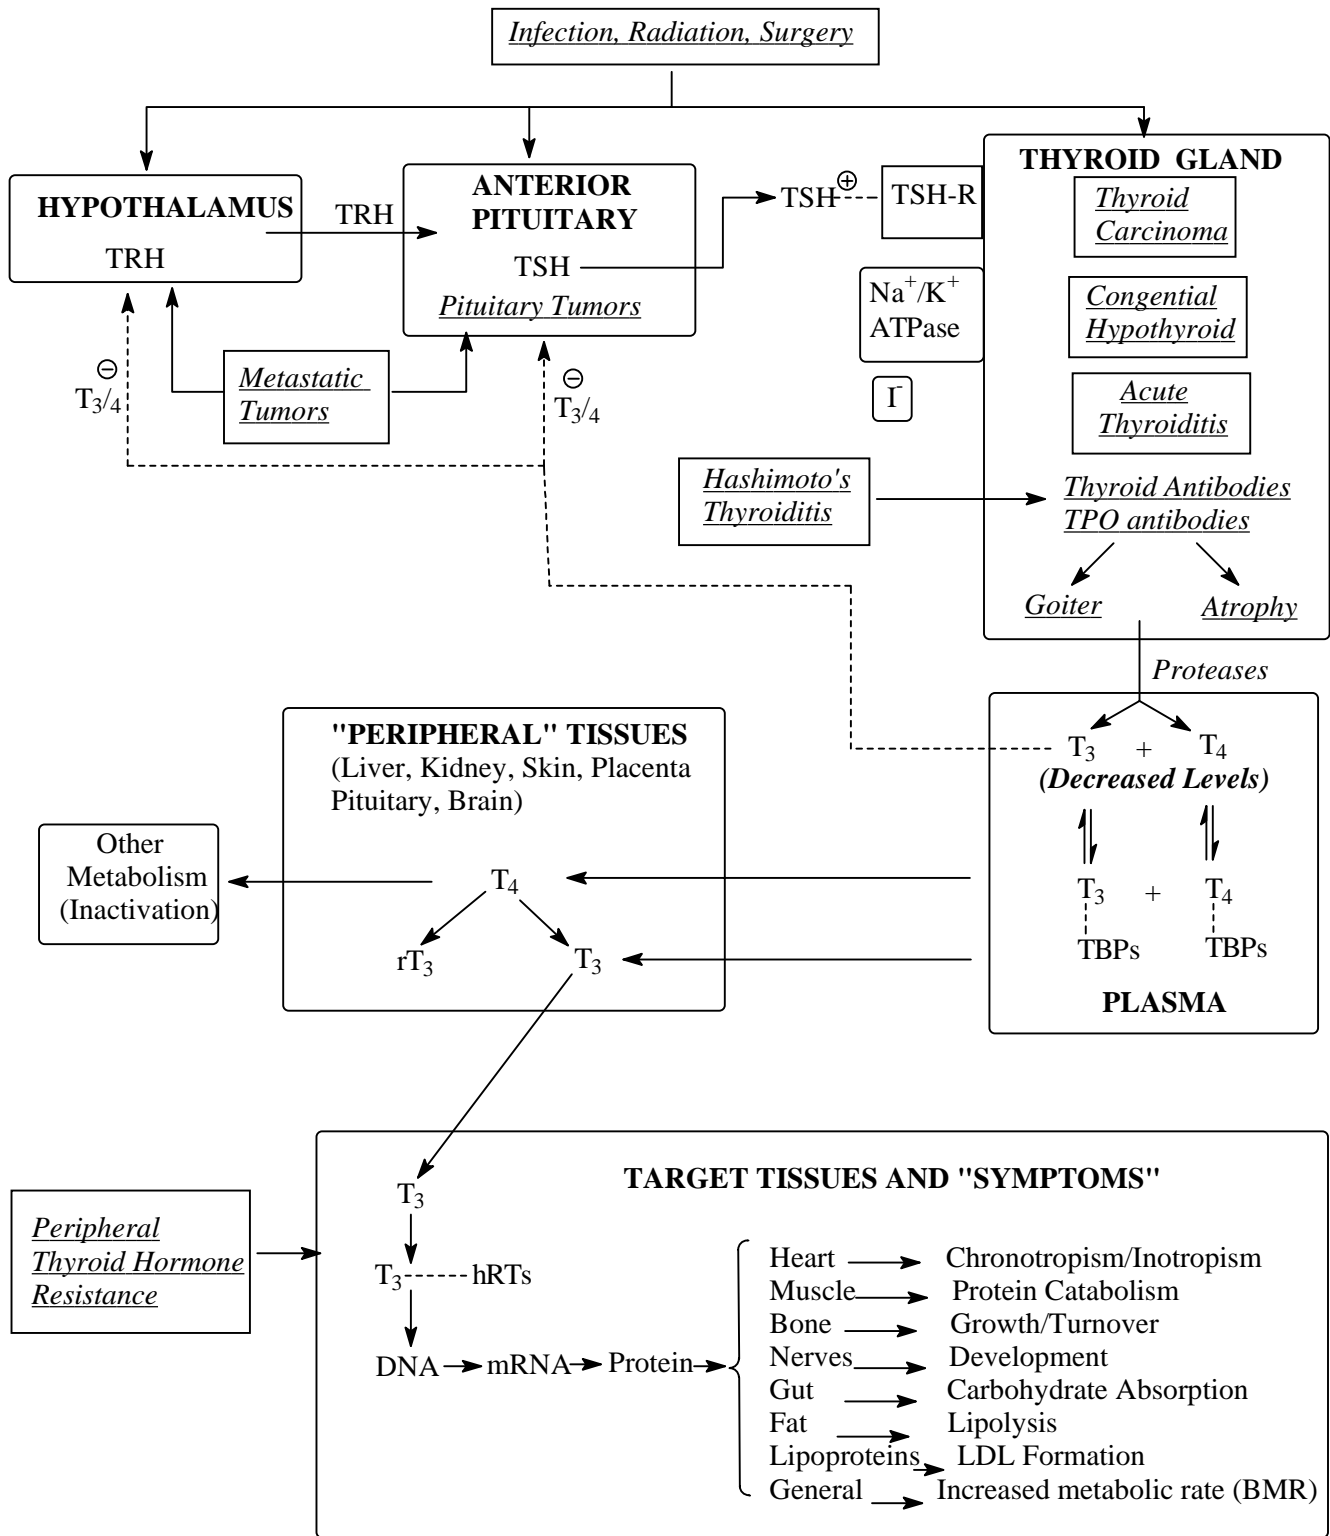 Infection, Radiation, Surgery
HYPOTHALAMUS
TRH
TRH
ANTERIOR
PITUITARY
TSH
Pituitary Tumors
TSH
⊕
TSH-R
Na⁺/K⁺
ATPase
I⁻
THYROID GLAND
Thyroid
Carcinoma
Congential
Hypothyroid
Acute
Thyroiditis
Thyroid Antibodies
TPO antibodies
Goiter
Atrophy
⊖
T₃/₄
Metastatic
Tumors
⊖
T₃/₄
Hashimoto's
Thyroiditis
Proteases
T₃ + T₄
(Decreased Levels)
T₃ + T₄
TBPs TBPs
PLASMA
"PERIPHERAL" TISSUES
(Liver, Kidney, Skin, Placenta
Pituitary, Brain)
T₄
rT₃
T₃
Other
Metabolism
(Inactivation)
TARGET TISSUES AND "SYMPTOMS"
Peripheral
Thyroid Hormone
Resistance
T₃
T₃ hRTs
DNA mRNA Protein
Heart Chronotropism/Inotropism
Muscle Protein Catabolism
Bone Growth/Turnover
Nerves Development
Gut Carbohydrate Absorption
Fat Lipolysis
Lipoproteins LDL Formation
General Increased metabolic rate (BMR)